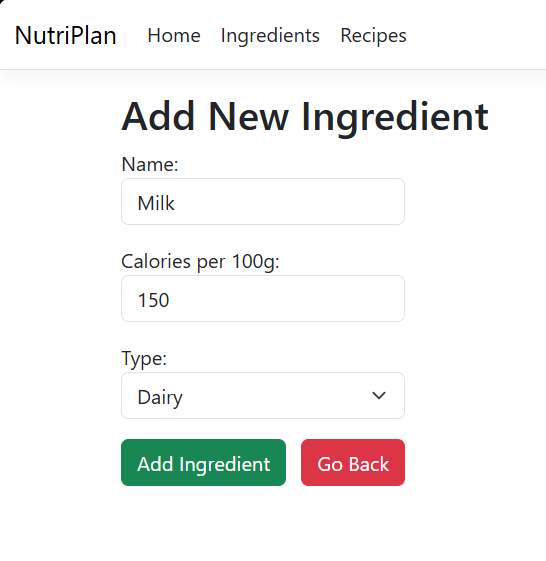 NutriPlan Home Ingredients Recipes
Add New Ingredient
Name:
Milk
Calories per 100g:
150
Type:
Dairy
Add Ingredient Go Back